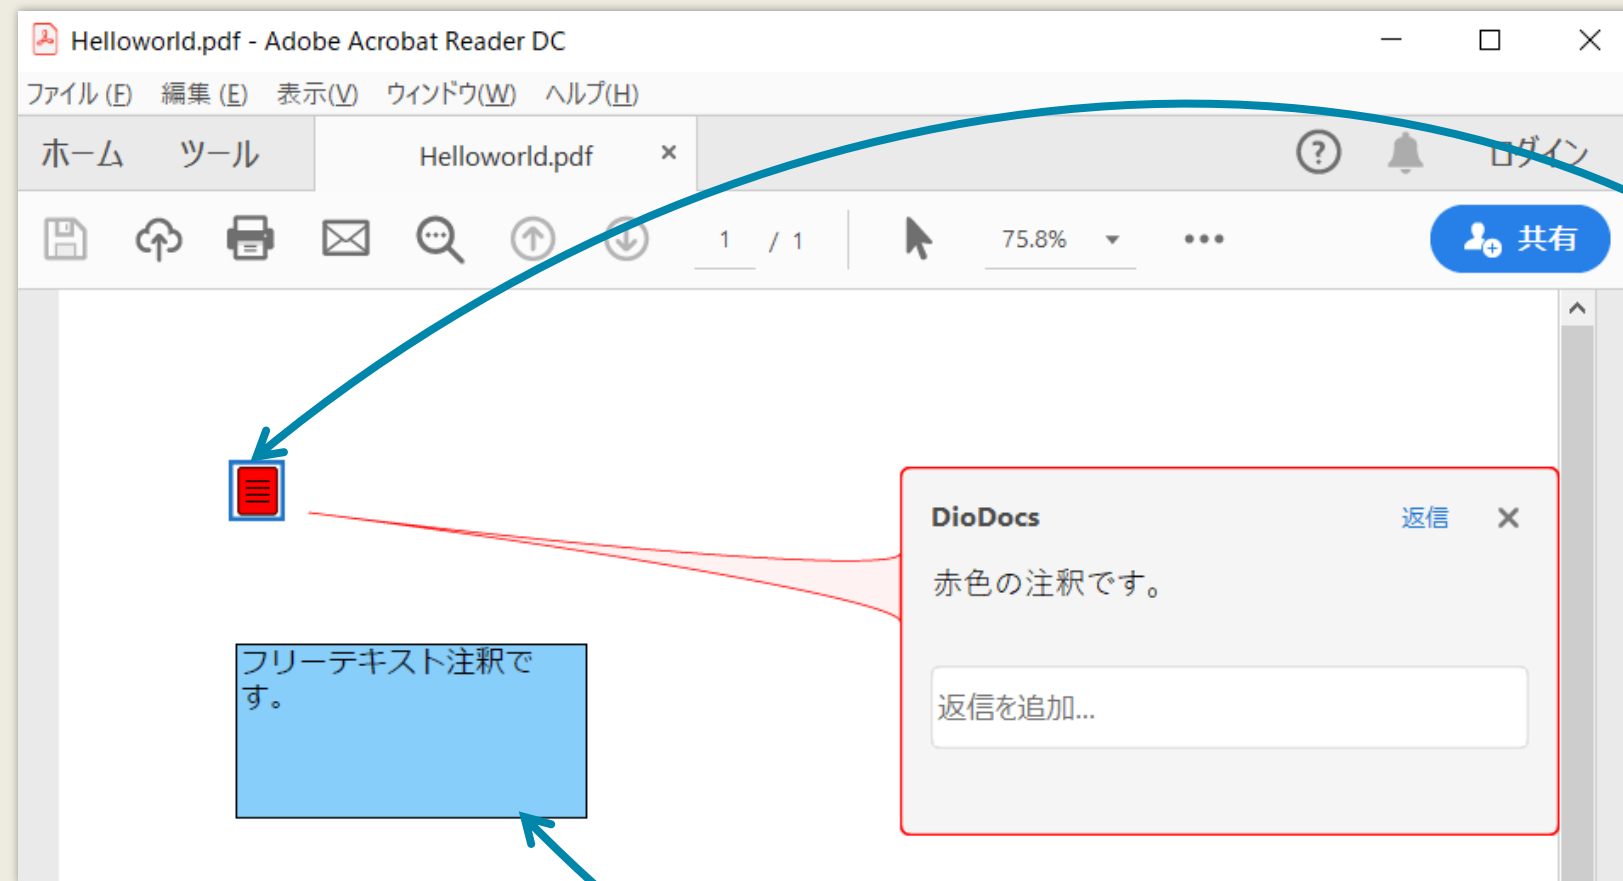 Helloworld.pdf - Adobe Acrobat Reader DC
ファイル (F) 編集 (E) 表示(V) ウィンドウ(W) ヘルプ(H)
ホーム ツール Helloworld.pdf × ログイン
1 / 1 75.8% 共有
DioDocs 返信
赤色の注釈です。
フリーテキスト注釈で
す。
返信を追加...